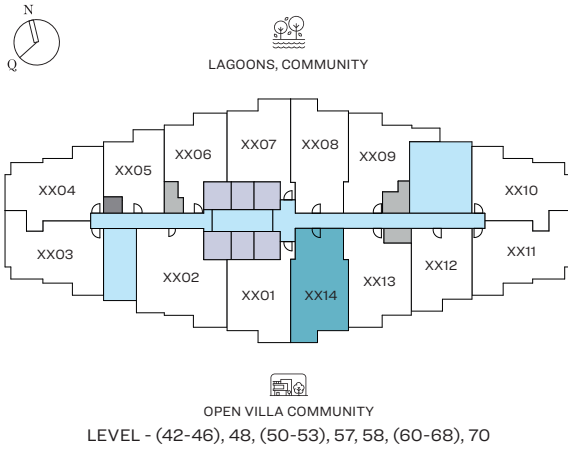 N
Q
LAGOONS, COMMUNITY
XX07
XX08
XX06
XX09
XX05
XX04
XX10
XX03
XX11
XX12
XX02
XX13
XX01
XX14
OPEN VILLA COMMUNITY
LEVEL - (42-46), 48, (50-53), 57, 58, (60-68), 70